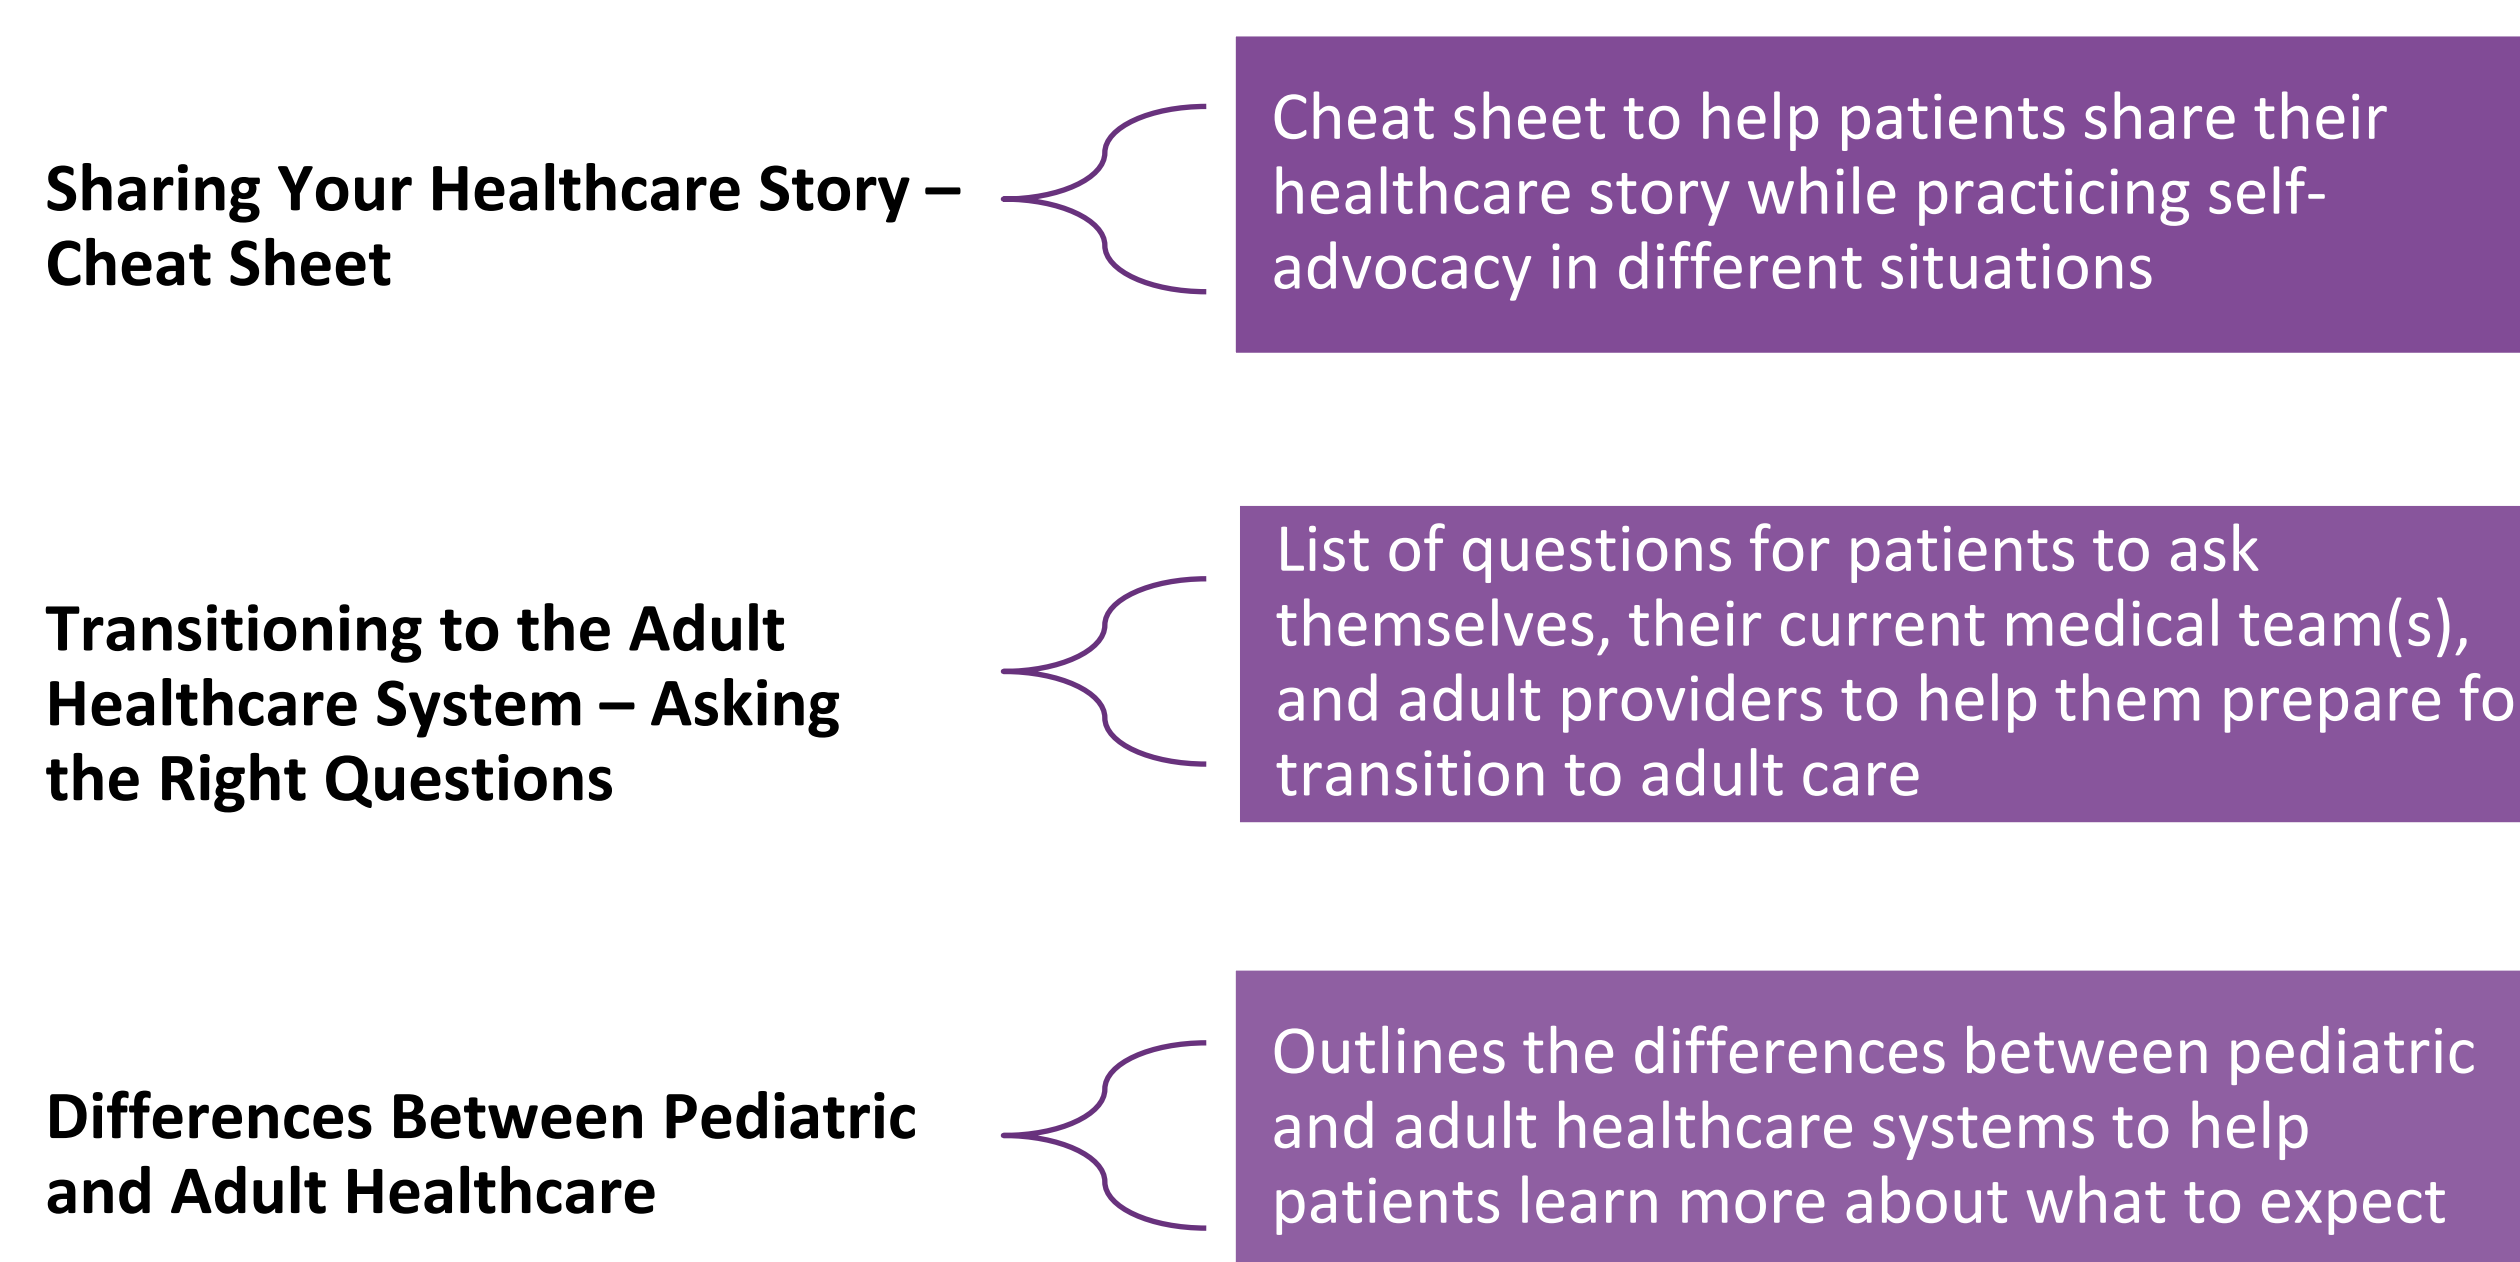 Sharing Your Healthcare Story –
Cheat Sheet
Cheat sheet to help patients share their
healthcare story while practicing self-
advocacy in different situations
Transitioning to the Adult
Healthcare System – Asking
the Right Questions
List of questions for patients to ask
themselves, their current medical team(s),
and adult providers to help them prepare fo
transition to adult care
Differences Between Pediatric
and Adult Healthcare
Outlines the differences between pediatric
and adult healthcare systems to help
patients learn more about what to expect